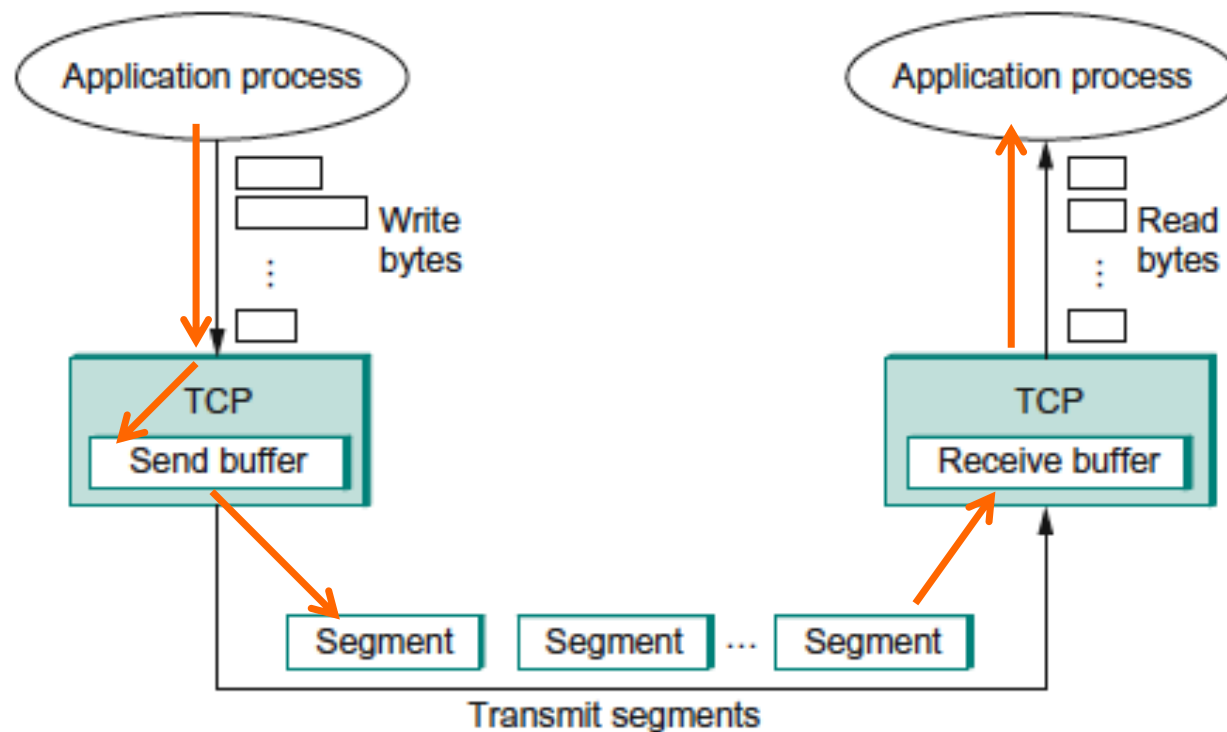 Application process
Application process
Write
bytes
⋮
Read
bytes
⋮
TCP
Send buffer
TCP
Receive buffer
Segment
Segment
...
Segment
Transmit segments